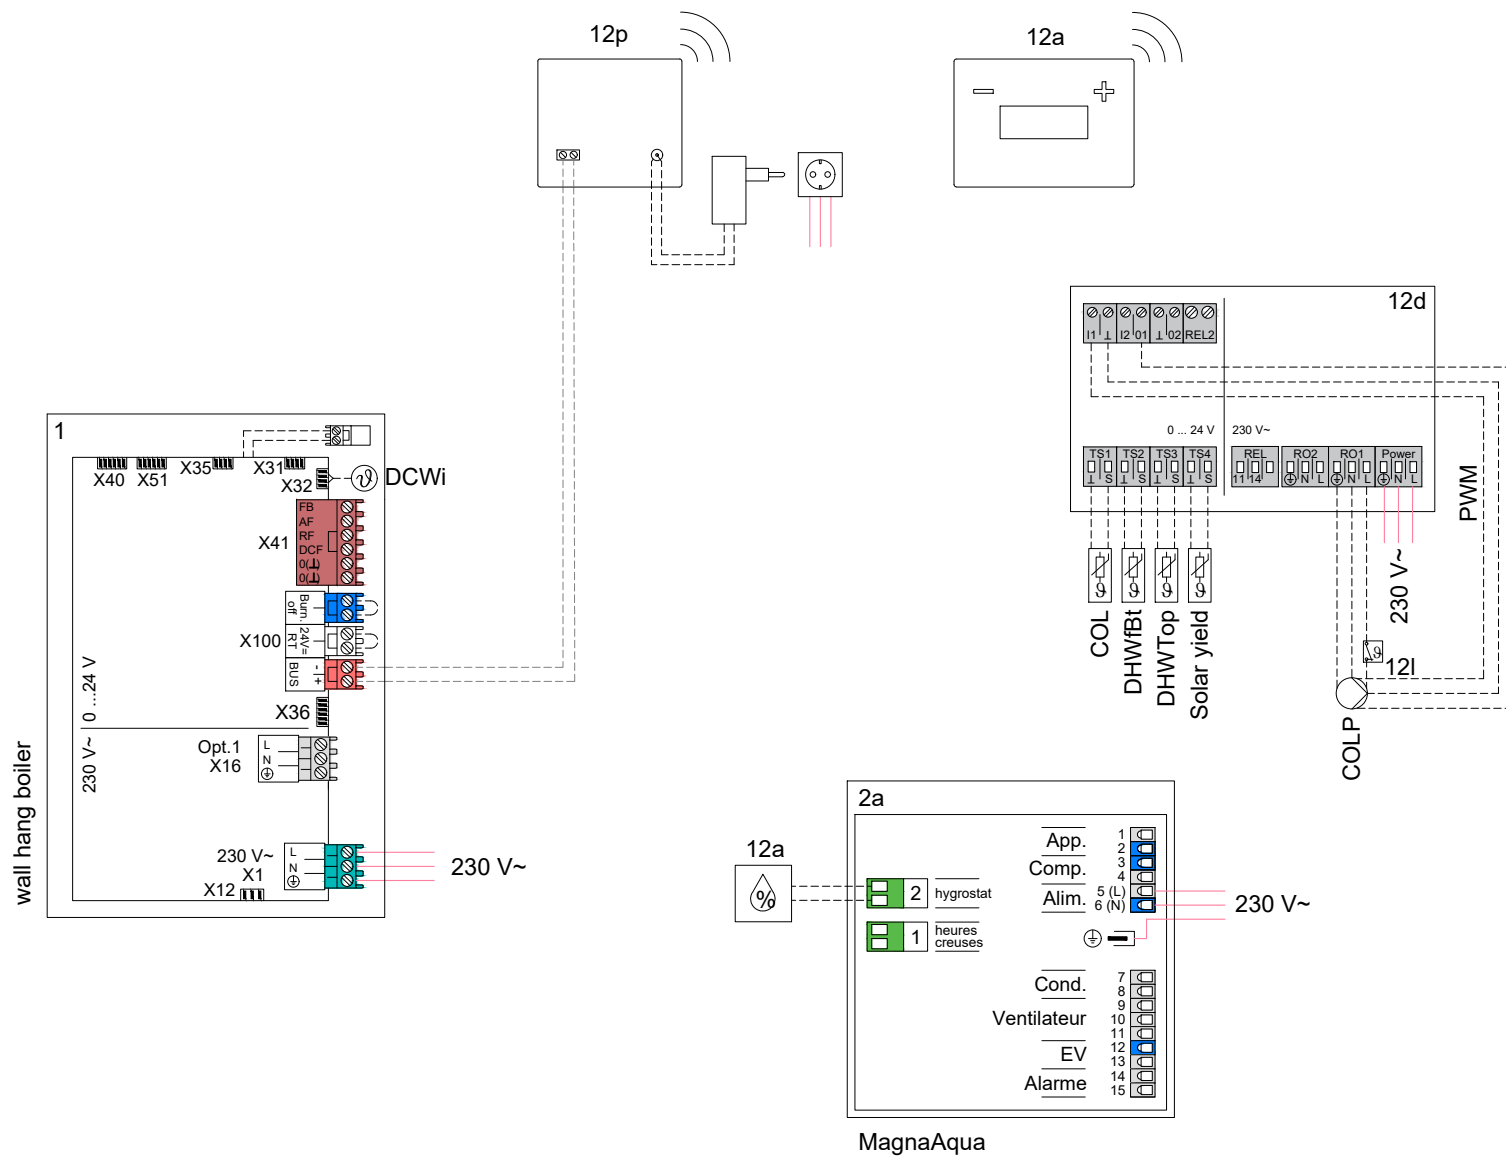 12p
12a
12d
I1 ⊥ I2 01 ⊥ 02 REL2
0 ... 24 V 230 V~
TS1 TS2 TS3 TS4 REL RO2 RO1 Power
⊥ S ⊥ S ⊥ S ⊥ S 11 14 N L N L N L
PWM
COL
DHWfBt
DHWTop
Solar yield
230 V~
12l
COLP
1
X40 X51 X35 X31
X32
DCWi
X41
FB
AF
RF
DCF
0(⊥)
0(⊥)
Burn.
off
X100
24V=
RT
BUS
-
+
X36
0 ...24 V
230 V~
Opt.1
X16
L
N
230 V~
X1
X12
L
N
230 V~
wall hang boiler
2a
12a
%
2 hygrostat
1 heures
creuses
App.
Comp.
Alim.
1
2
3
4
5 (L)
6 (N)
230 V~
Cond.
Ventilateur
EV
Alarme
7
8
9
10
11
12
13
14
15
MagnaAqua